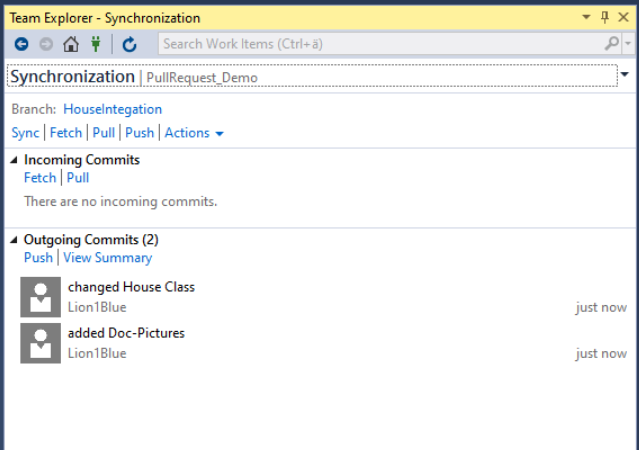 Team Explorer - Synchronization
Search Work Items (Ctrl+ä)
Synchronization | PullRequest_Demo
Branch: HouseIntegation
Sync | Fetch | Pull | Push | Actions
Incoming Commits
Fetch | Pull
There are no incoming commits.
Outgoing Commits (2)
Push | View Summary
changed House Class
Lion1Blue just now
added Doc-Pictures
Lion1Blue just now